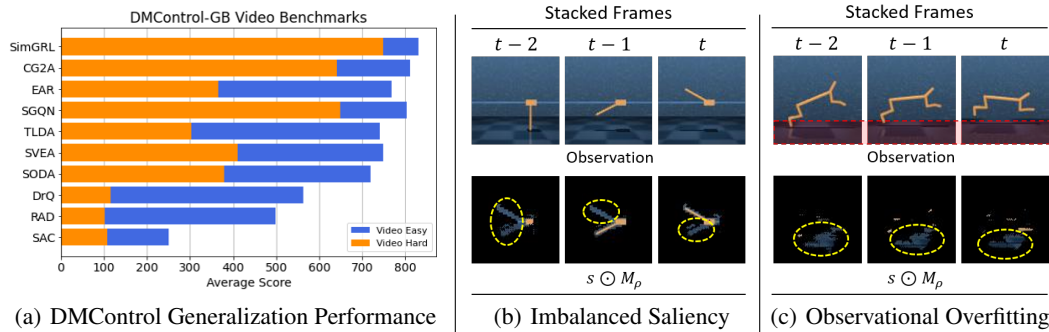 DMControl-GB Video Benchmarks
SimGRL
CG2A
EAR
SGQN
TLDA
SVEA
SODA
DrQ
RAD
SAC
Video Easy
Video Hard
0 100 200 300 400 500 600 700 800
Average Score
(a) DMControl Generalization Performance
Stacked Frames
t − 2 t − 1 t
Observation
s ⊙ M_ρ
(b) Imbalanced Saliency
Stacked Frames
t − 2 t − 1 t
Observation
s ⊙ M_ρ
(c) Observational Overfitting